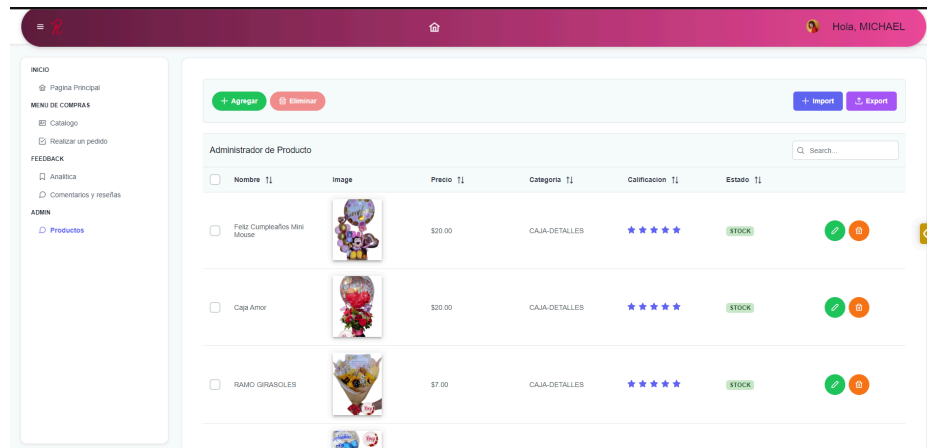 R
Hola, MICHAEL
INICIO
Pagina Principal
MENU DE COMPRAS
Catalogo
Realizar un pedido
FEEDBACK
Analitica
Comentarios y reseñas
ADMIN
Productos
+ Agregar
Eliminar
+ Import
Export
Administrador de Producto
Search...
Nombre
Image
Precio
Categoria
Calificacion
Estado
Feliz Cumpleaños Mini
Mouse
$20.00
CAJA-DETALLES
STOCK
Caja Amor
$20.00
CAJA-DETALLES
STOCK
RAMO GIRASOLES
$7.00
CAJA-DETALLES
STOCK